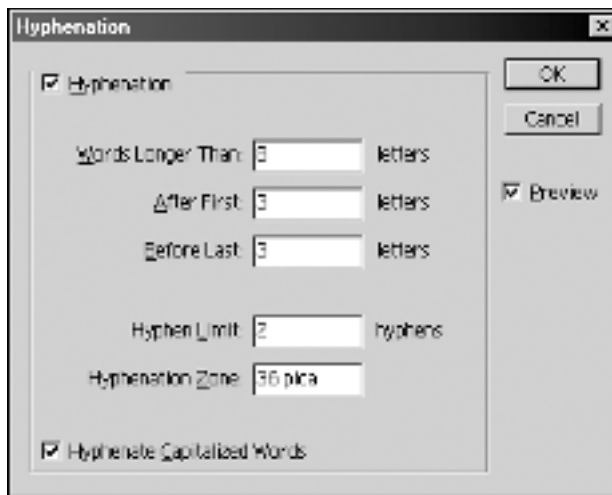 Hyphenation
Hyphenation
OK
Cancel
Words Longer Than: 3 letters
After First: 3 letters
Before Last: 3 letters
Preview
Hyphen Limit: 2 hyphens
Hyphenation Zone: 36 pica
Hyphenate Capitalized Words